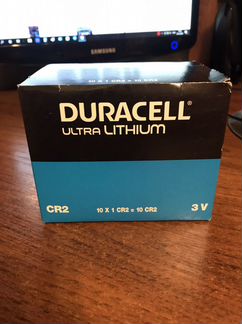 SAMSUNG
10 X 1 CR2 = 10 CR2
DURACELL®
ULTRA LITHIUM
CR2 10 X 1 CR2 = 10 CR2 3 V